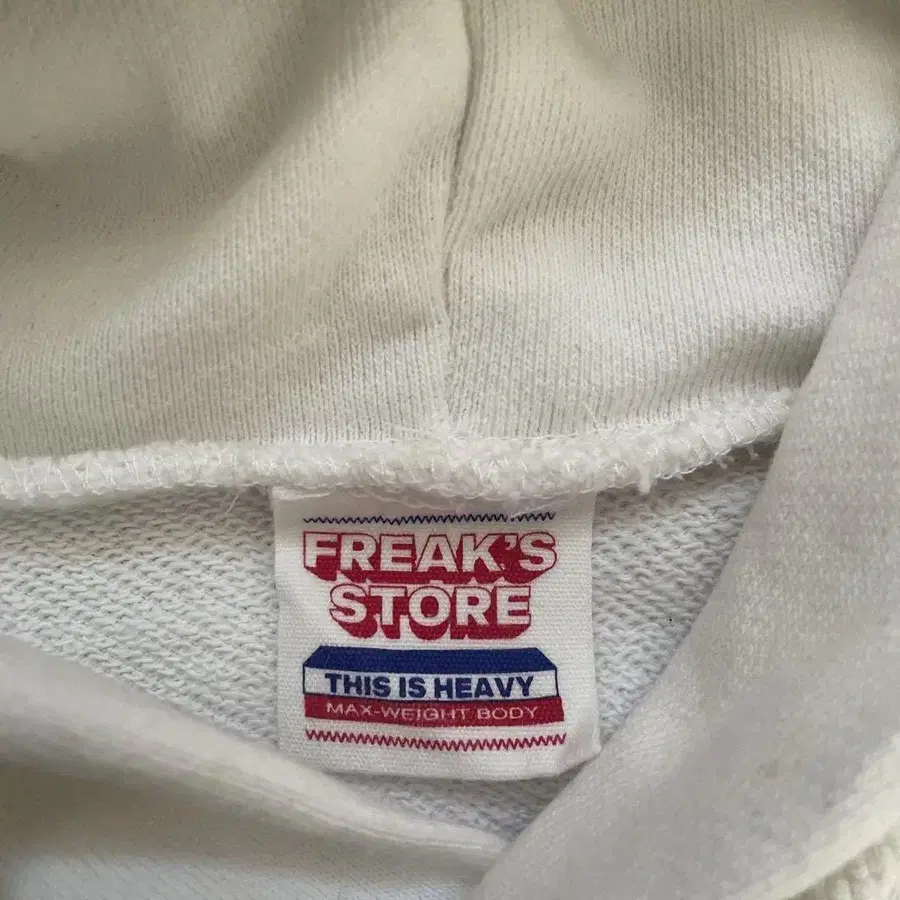 FREAK'S
STORE
THIS IS HEAVY
MAX-WEIGHT BODY